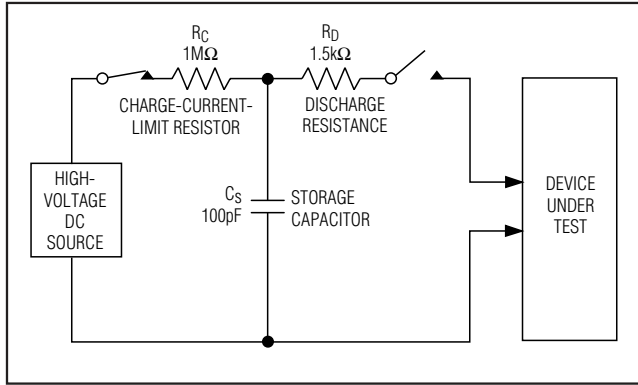 R_C
1MΩ
CHARGE-CURRENT-
LIMIT RESISTOR
R_D
1.5kΩ
DISCHARGE
RESISTANCE
HIGH-
VOLTAGE
DC
SOURCE
C_S
100pF
STORAGE
CAPACITOR
DEVICE
UNDER
TEST